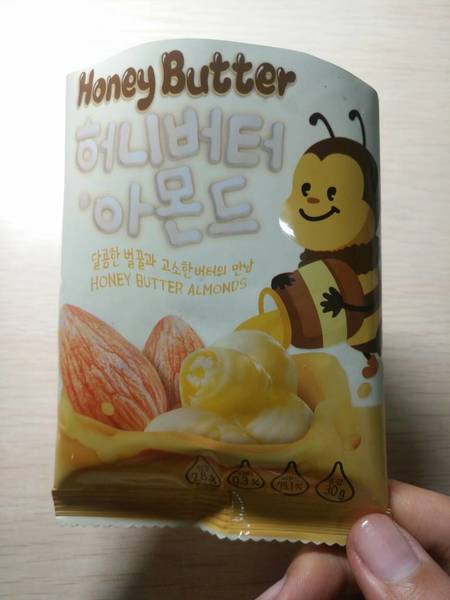 Honey Butter
허니버터
아몬드
달콤한 벌꿀과 고소한 버터의 만남
HONEY BUTTER ALMONDS
30g